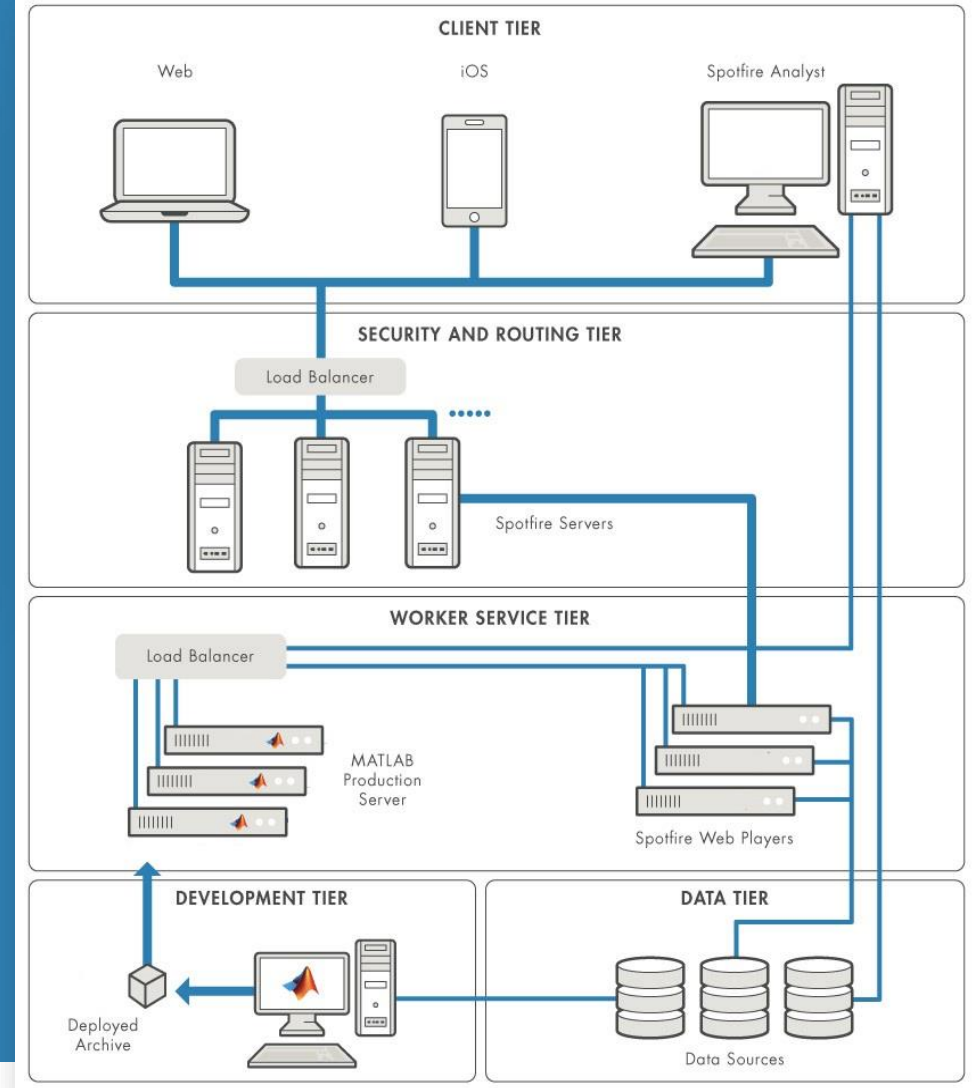 CLIENT TIER
Web
iOS
Spotfire Analyst
SECURITY AND ROUTING TIER
Load Balancer
Spotfire Servers
WORKER SERVICE TIER
Load Balancer
MATLAB
Production
Server
Spotfire Web Players
DEVELOPMENT TIER
Deployed
Archive
DATA TIER
Data Sources